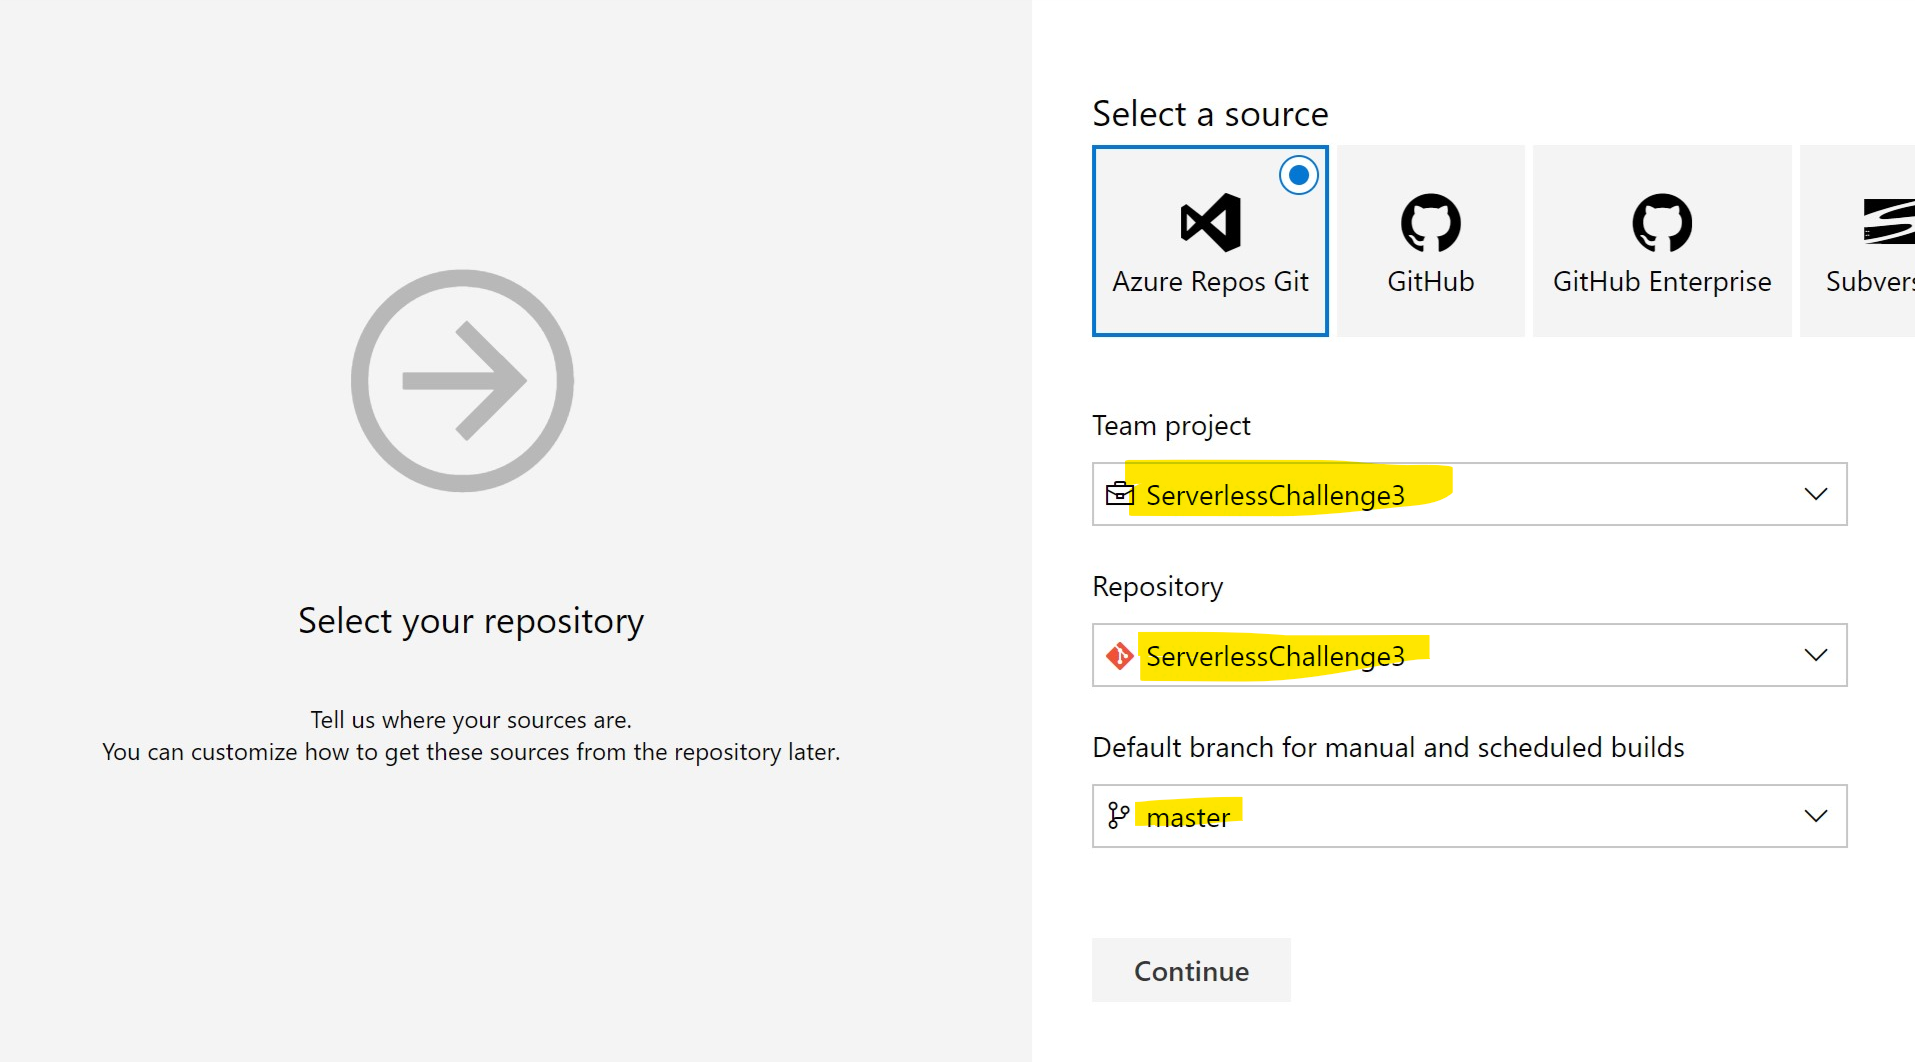 Select your repository
Tell us where your sources are.
You can customize how to get these sources from the repository later.
Select a source
Azure Repos Git
GitHub
GitHub Enterprise
Subvers
Team project
ServerlessChallenge3
Repository
ServerlessChallenge3
Default branch for manual and scheduled builds
master
Continue